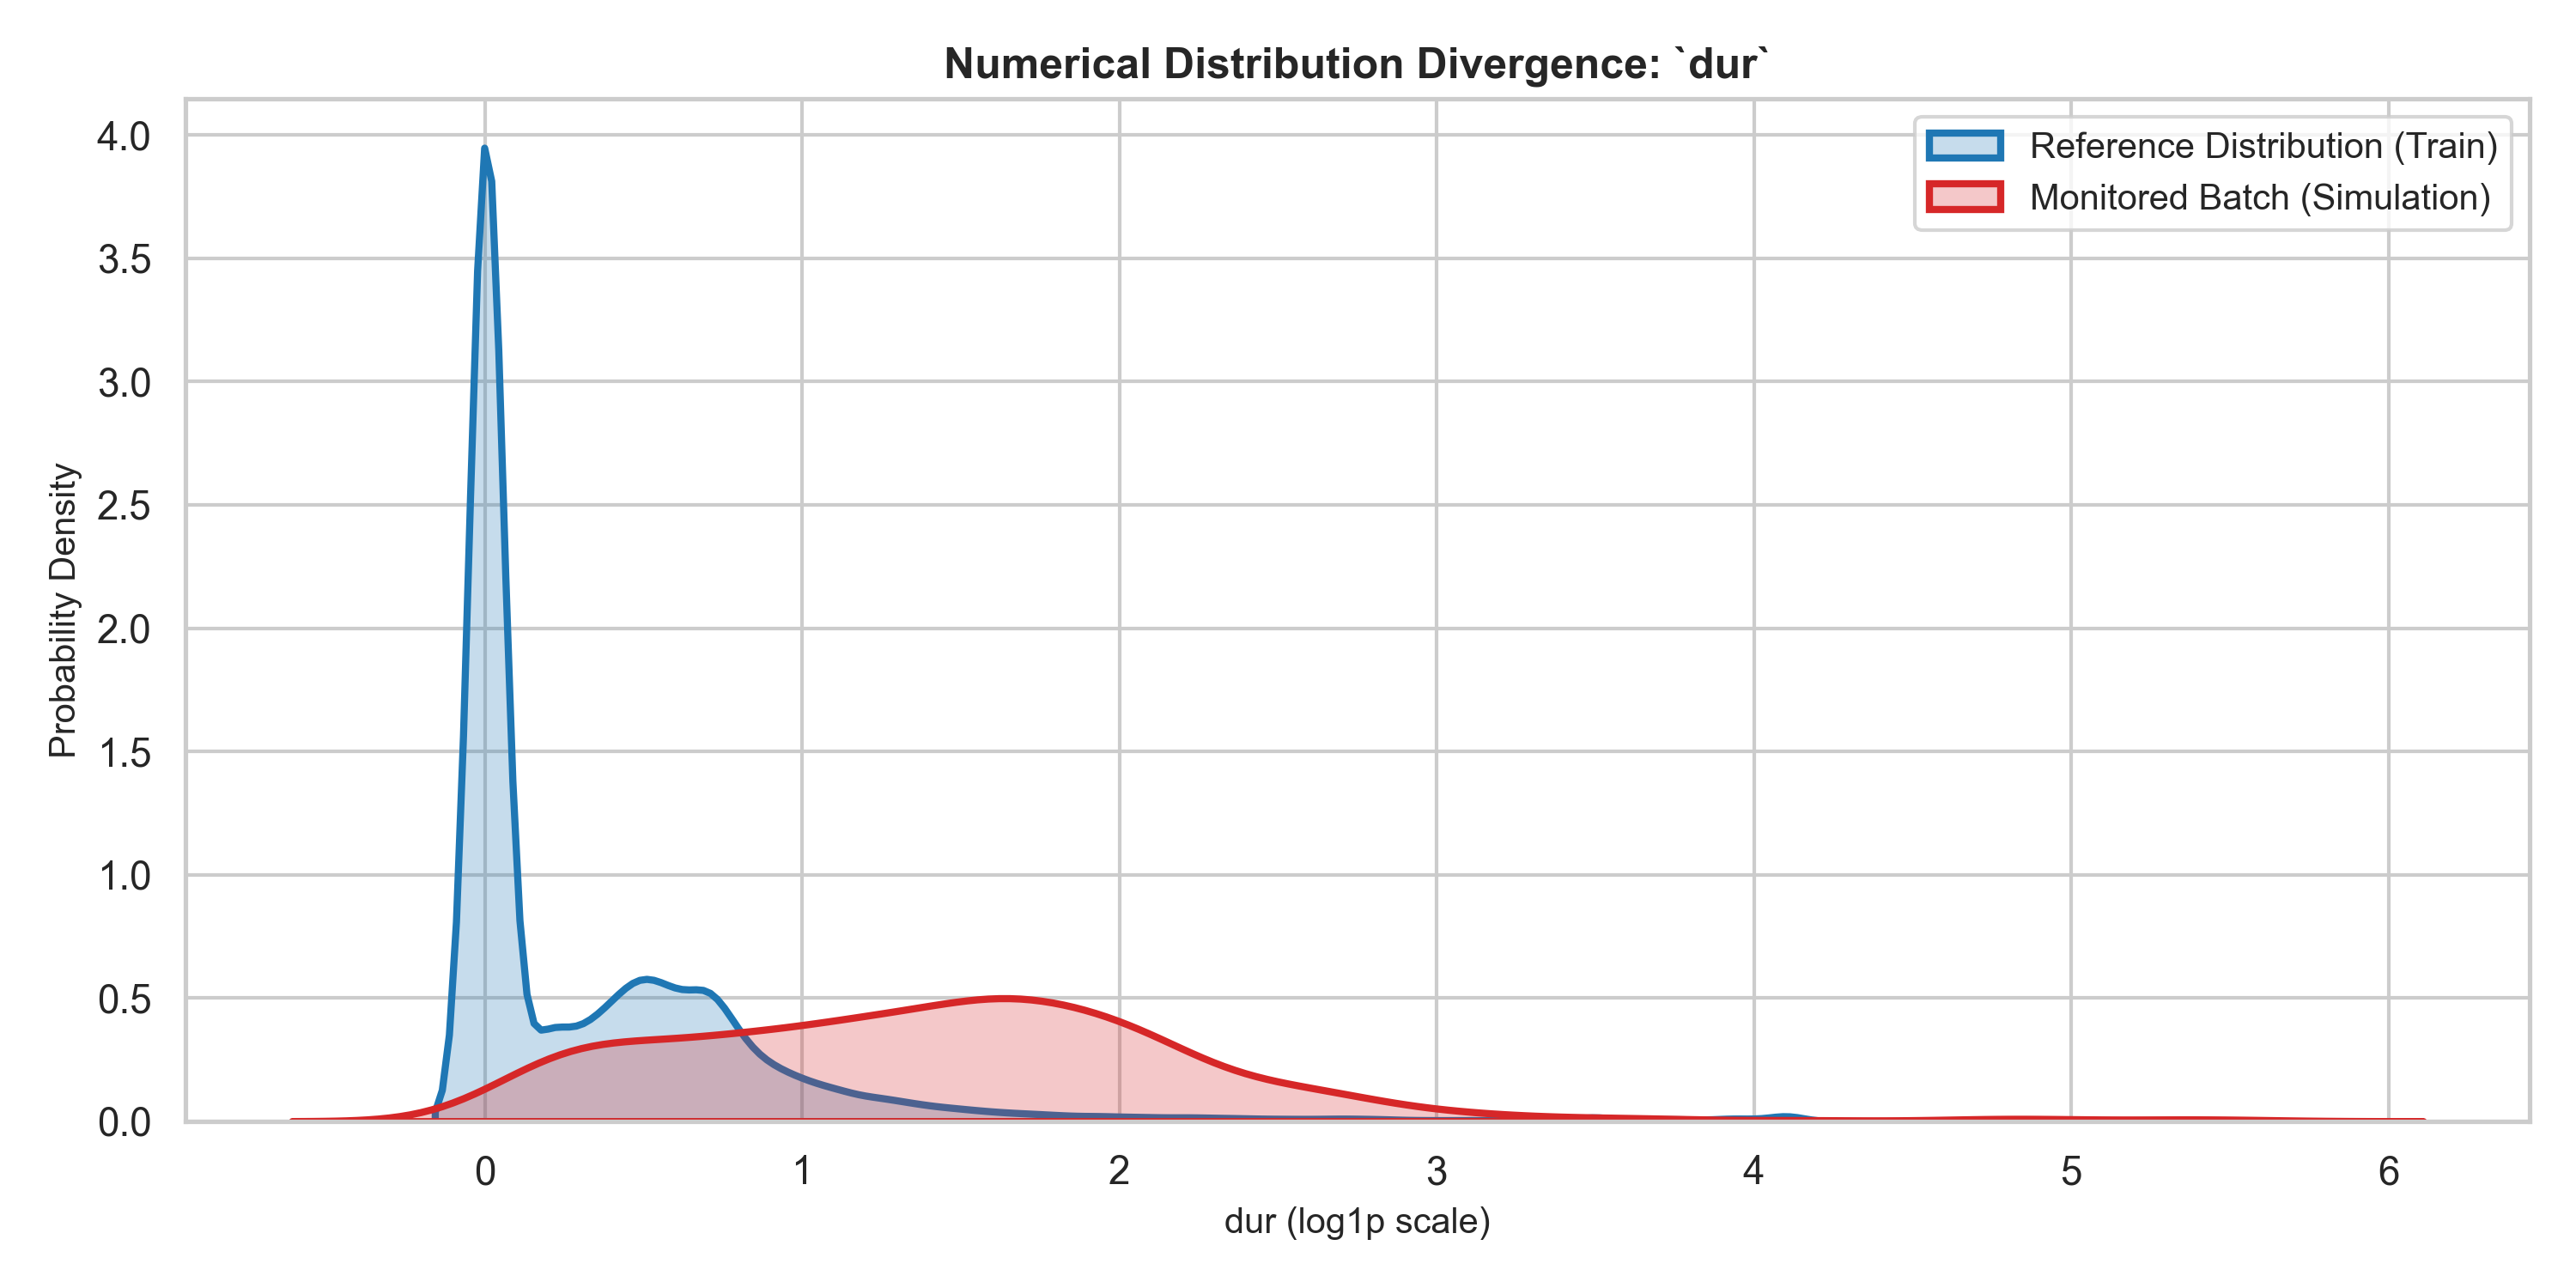 Numerical Distribution Divergence: `dur`
Reference Distribution (Train)
Monitored Batch (Simulation)
Probability Density
4.0
3.5
3.0
2.5
2.0
1.5
1.0
0.5
0.0
0 1 2 3 4 5 6
dur (log1p scale)